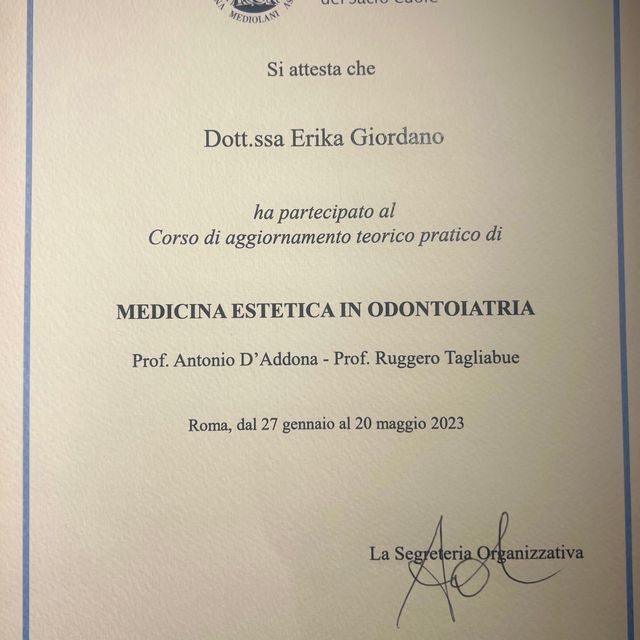 MEDIOLANI
del Sacro Cuore
Si attesta che
Dott.ssa Erika Giordano
ha partecipato al
Corso di aggiornamento teorico pratico di
MEDICINA ESTETICA IN ODONTOIATRIA
Prof. Antonio D'Addona - Prof. Ruggero Tagliabue
Roma, dal 27 gennaio al 20 maggio 2023
La Segreteria Organizzativa